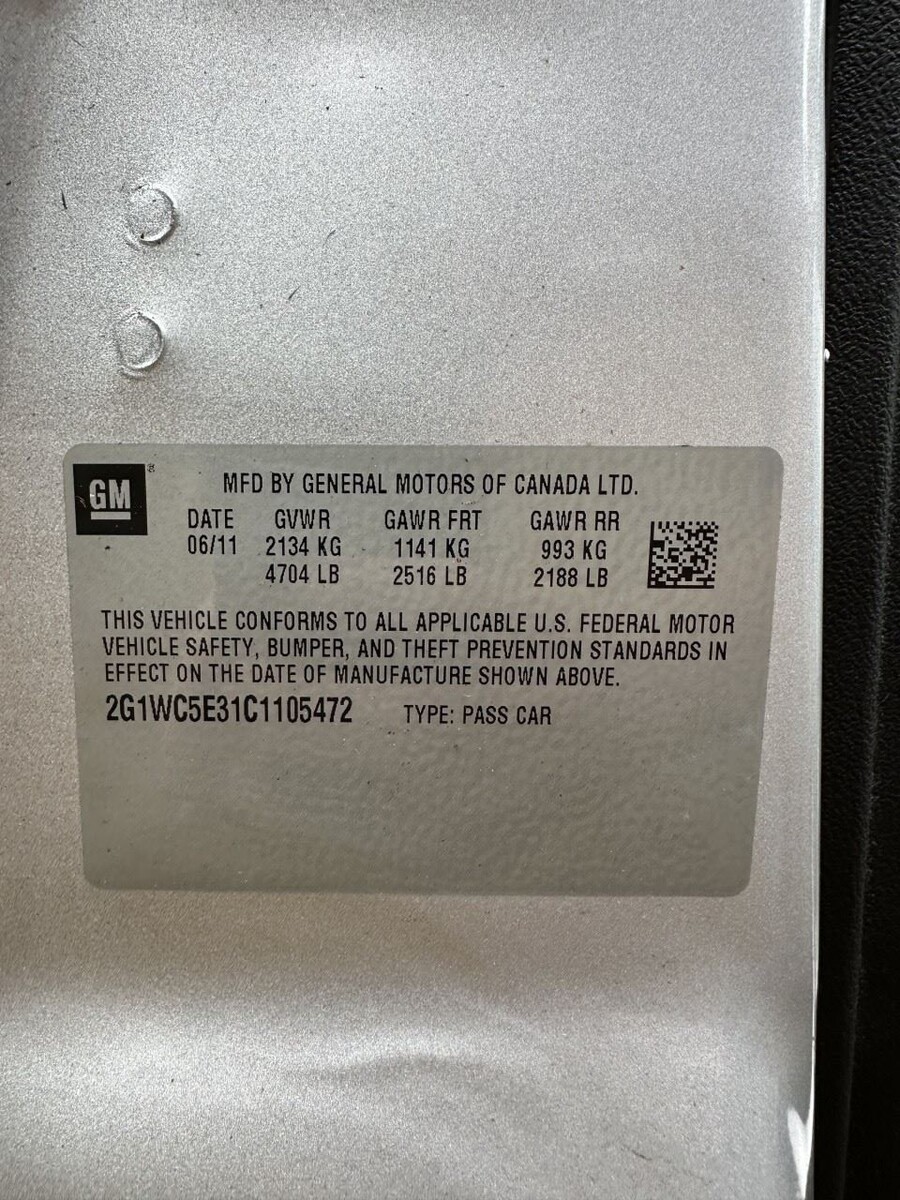 GM ®
MFD BY GENERAL MOTORS OF CANADA LTD.
DATE GVWR GAWR FRT GAWR RR
06/11 2134 KG 1141 KG 993 KG
4704 LB 2516 LB 2188 LB
THIS VEHICLE CONFORMS TO ALL APPLICABLE U.S. FEDERAL MOTOR
VEHICLE SAFETY, BUMPER, AND THEFT PREVENTION STANDARDS IN
EFFECT ON THE DATE OF MANUFACTURE SHOWN ABOVE.
2G1WC5E31C1105472 TYPE: PASS CAR